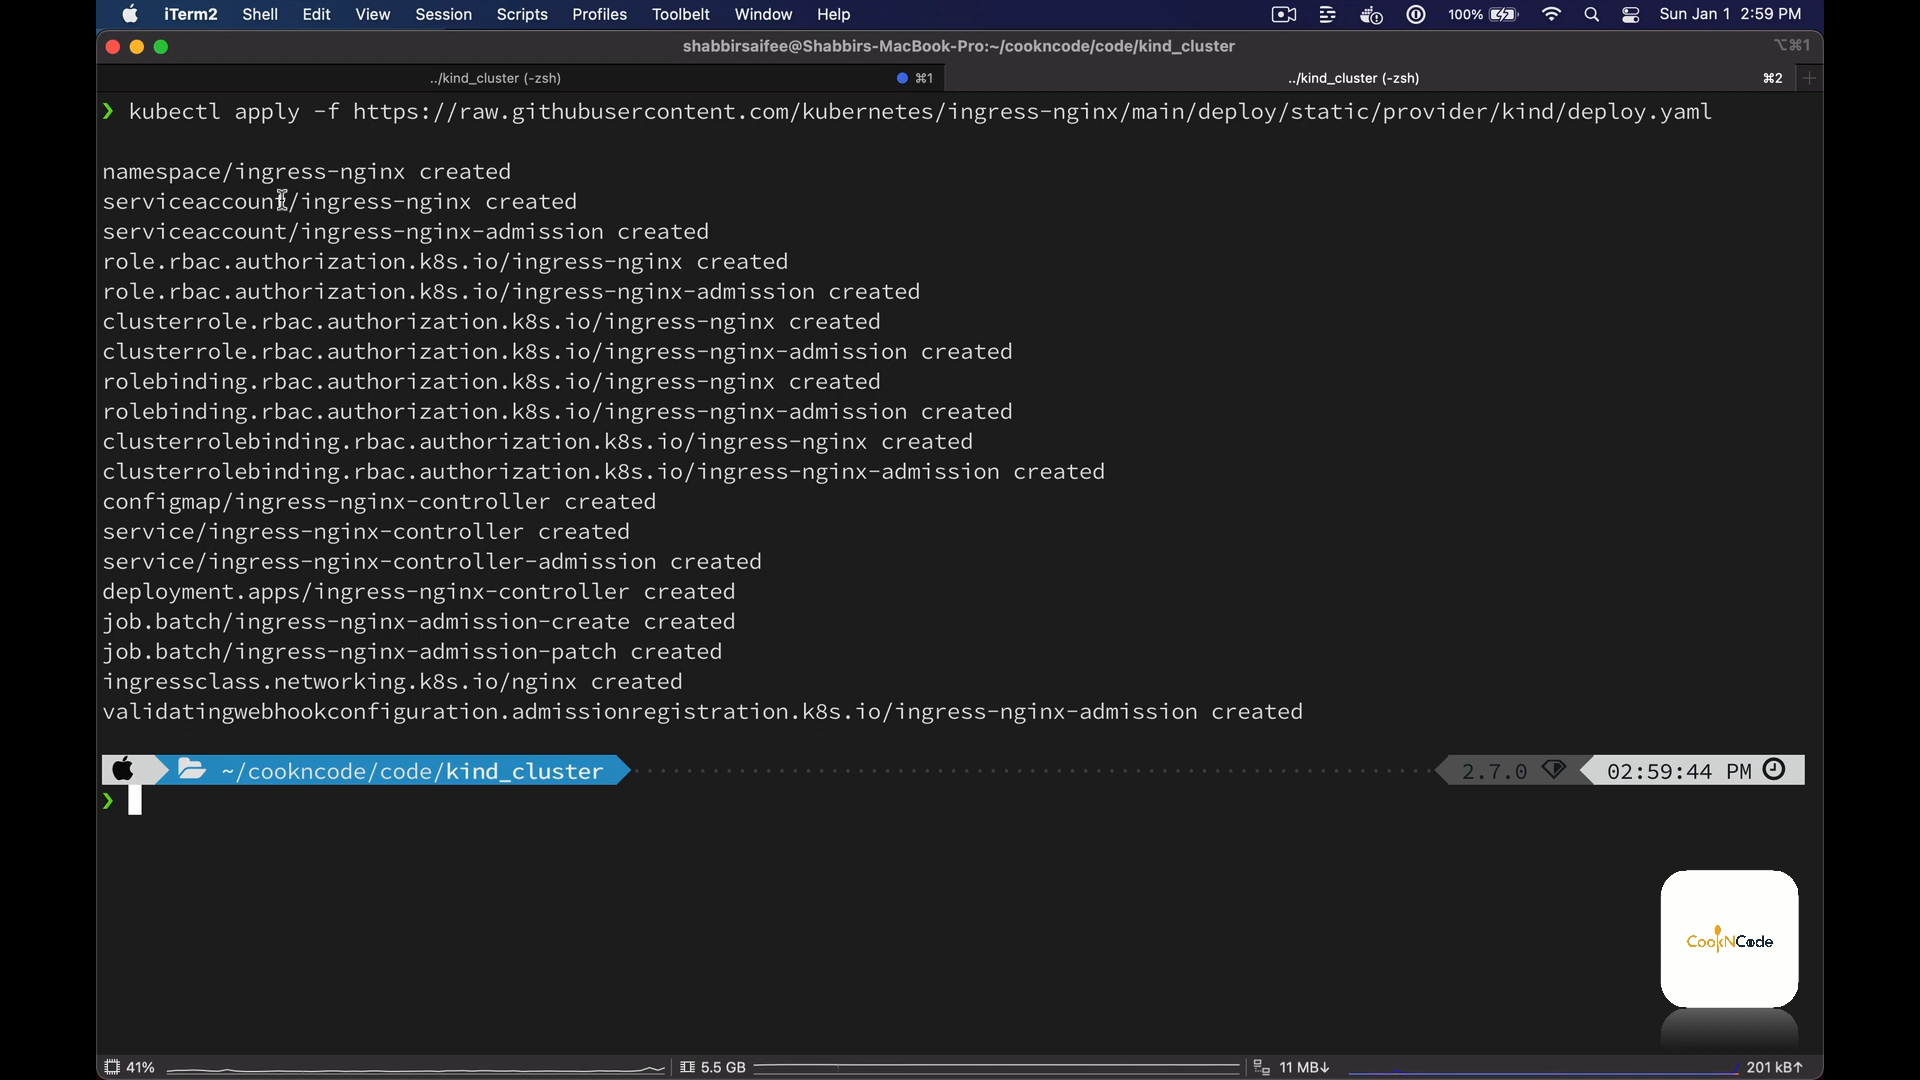 iTerm2 Shell Edit View Session Scripts Profiles Toolbelt Window Help 100% Sun Jan 1 2:59 PM
shabbirsaifee@Shabbirs-MacBook-Pro:~/cookncode/code/kind_cluster ⌥⌘1
../kind_cluster (-zsh) ⌘1 ../kind_cluster (-zsh) ⌘2 +
❯ kubectl apply -f https://raw.githubusercontent.com/kubernetes/ingress-nginx/main/deploy/static/provider/kind/deploy.yaml
namespace/ingress-nginx created
serviceaccount/ingress-nginx created
serviceaccount/ingress-nginx-admission created
role.rbac.authorization.k8s.io/ingress-nginx created
role.rbac.authorization.k8s.io/ingress-nginx-admission created
clusterrole.rbac.authorization.k8s.io/ingress-nginx created
clusterrole.rbac.authorization.k8s.io/ingress-nginx-admission created
rolebinding.rbac.authorization.k8s.io/ingress-nginx created
rolebinding.rbac.authorization.k8s.io/ingress-nginx-admission created
clusterrolebinding.rbac.authorization.k8s.io/ingress-nginx created
clusterrolebinding.rbac.authorization.k8s.io/ingress-nginx-admission created
configmap/ingress-nginx-controller created
service/ingress-nginx-controller created
service/ingress-nginx-controller-admission created
deployment.apps/ingress-nginx-controller created
job.batch/ingress-nginx-admission-create created
job.batch/ingress-nginx-admission-patch created
ingressclass.networking.k8s.io/nginx created
validatingwebhookconfiguration.admissionregistration.k8s.io/ingress-nginx-admission created
~/cookncode/code/kind_cluster 2.7.0 02:59:44 PM
❯
CookNCode
41% 5.5 GB 11 MB↓ 201 kB↑